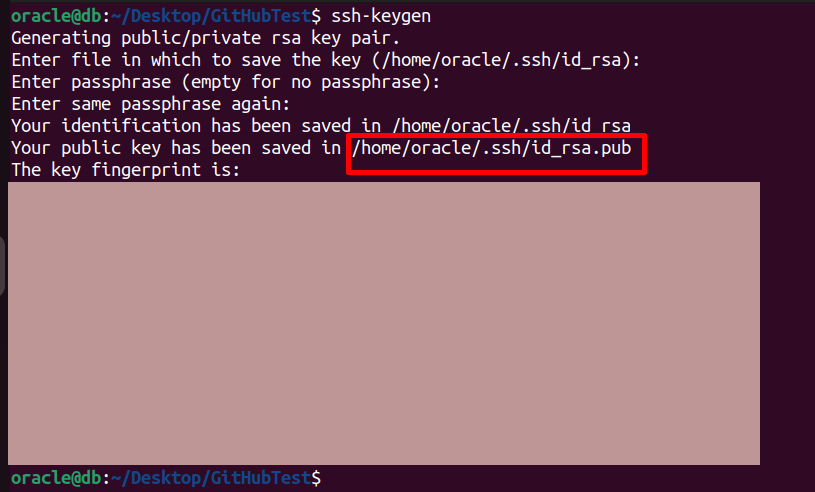 oracle@db:~/Desktop/GitHubTest$ ssh-keygen
Generating public/private rsa key pair.
Enter file in which to save the key (/home/oracle/.ssh/id_rsa):
Enter passphrase (empty for no passphrase):
Enter same passphrase again:
Your identification has been saved in /home/oracle/.ssh/id_rsa
Your public key has been saved in /home/oracle/.ssh/id_rsa.pub
The key fingerprint is:
oracle@db:~/Desktop/GitHubTest$